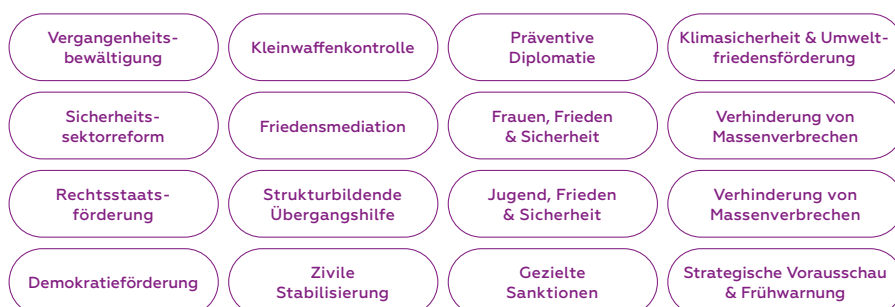 Vergangenheits-
bewältigung
Kleinwaffenkontrolle
Präventive
Diplomatie
Klimasicherheit & Umwelt-
friedensförderung
Sicherheits-
sektorreform
Friedensmediation
Frauen, Frieden
& Sicherheit
Verhinderung von
Massenverbrechen
Rechtsstaats-
förderung
Strukturbildende
Übergangshilfe
Jugend, Frieden
& Sicherheit
Verhinderung von
Massenverbrechen
Demokratieförderung
Zivile
Stabilisierung
Gezielte
Sanktionen
Strategische Vorausschau
& Frühwarnung